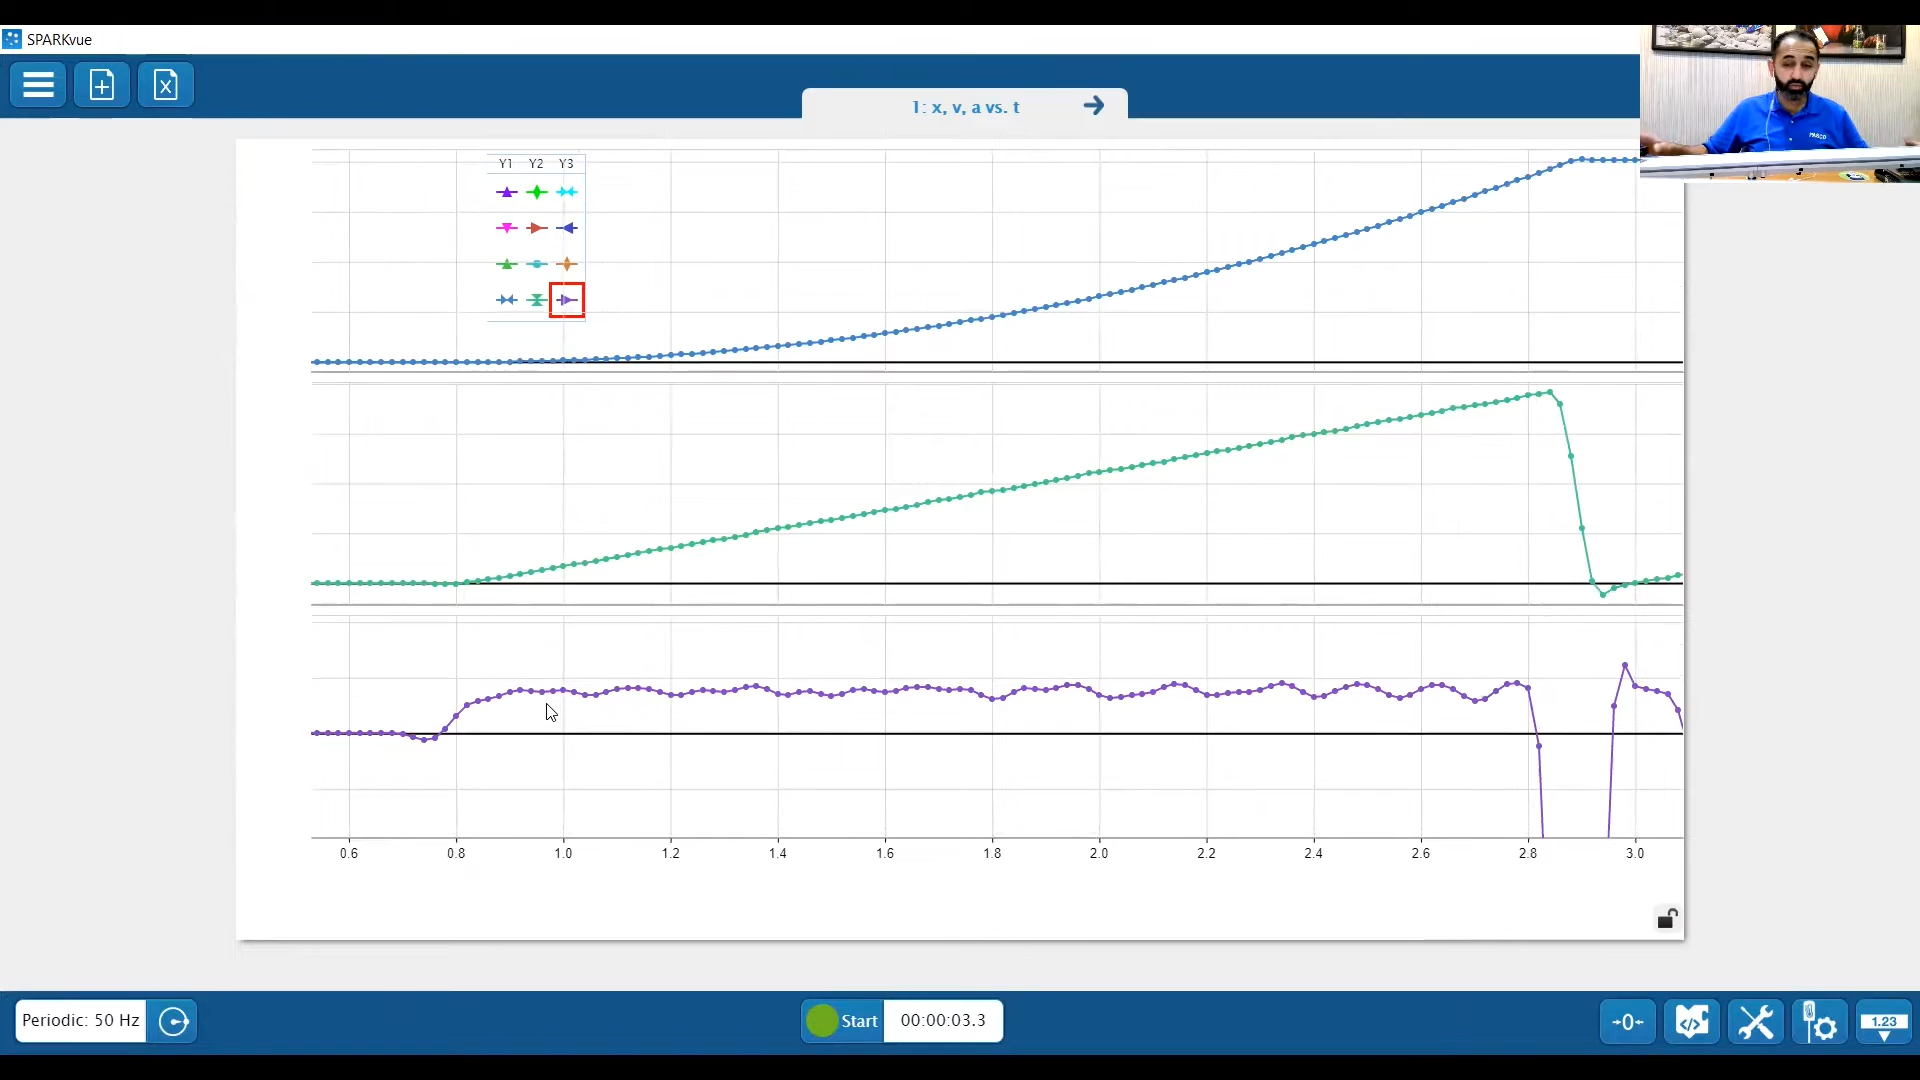 SPARKvue
1: x, v, a vs. t
Y1 Y2 Y3
0.6 0.8 1.0 1.2 1.4 1.6 1.8 2.0 2.2 2.4 2.6 2.8 3.0
Periodic: 50 Hz
Start
00:00:03.3
→0←
1.23
PASCO